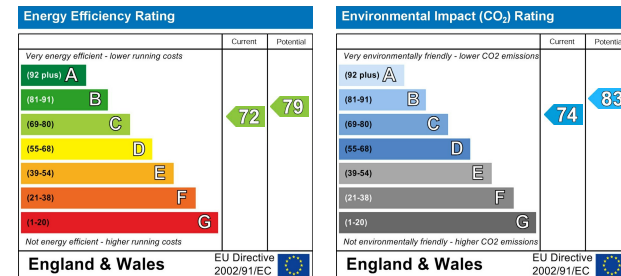 Energy Efficiency Rating
Current Potential
Very energy efficient - lower running costs
(92 plus) A
(81-91) B
(69-80) C
(55-68) D
(39-54) E
(21-38) F
(1-20) G
72
79
Not energy efficient - higher running costs
England & Wales
EU Directive
2002/91/EC
Environmental Impact (CO₂) Rating
Current Potentia
Very environmentally friendly - lower CO2 emissions
(92 plus) A
(81-91) B
(69-80) C
(55-68) D
(39-54) E
(21-38) F
(1-20) G
74
83
Not environmentally friendly - higher CO2 emissions
England & Wales
EU Directive
2002/91/EC